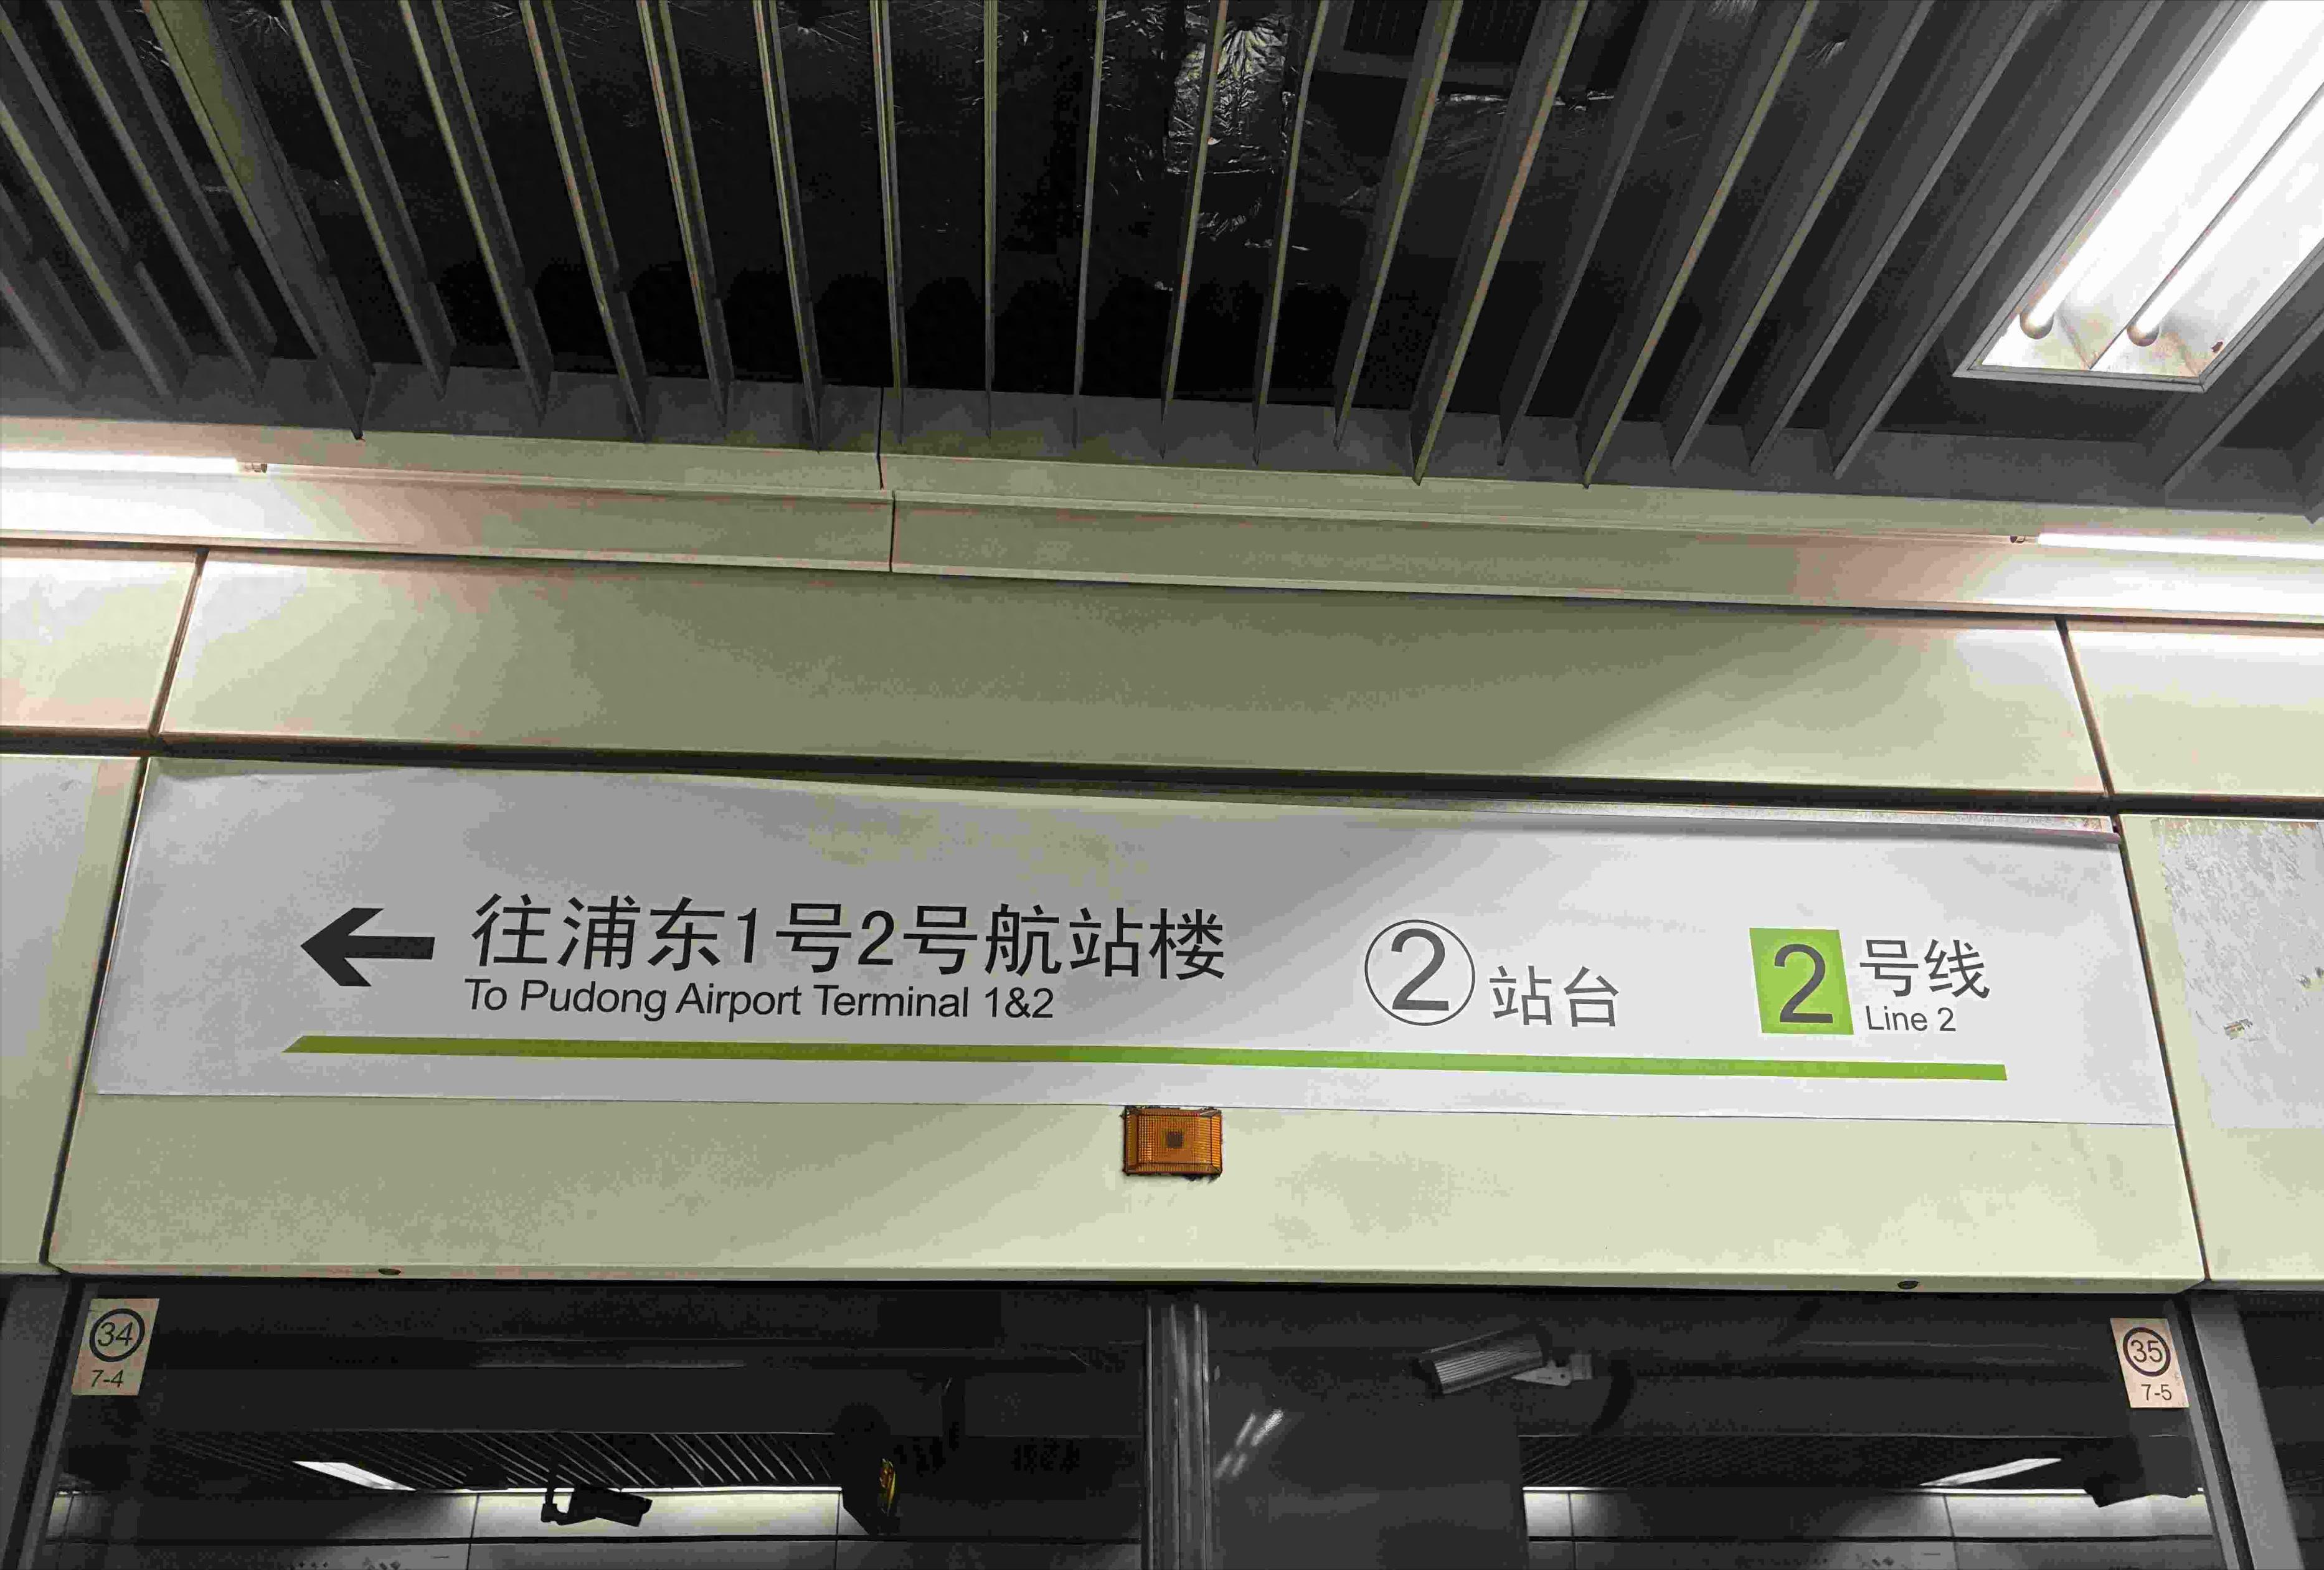 往浦东1号2号航站楼
To Pudong Airport Terminal 1&2
② 站台
2 号线
Line 2
34
7-4
35
7-5